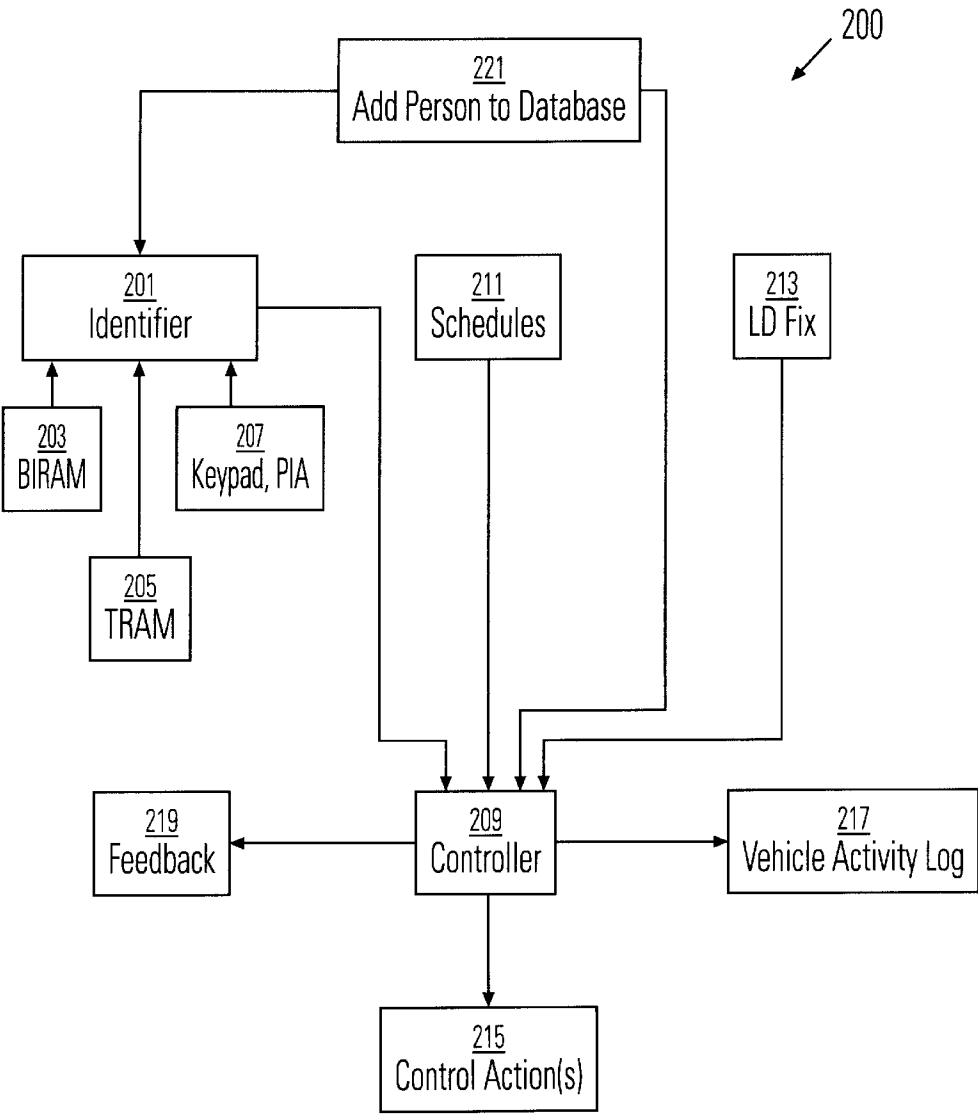 200
221
Add Person to Database
201
Identifier
211
Schedules
213
LD Fix
203
BIRAM
207
Keypad, PIA
205
TRAM
219
Feedback
209
Controller
217
Vehicle Activity Log
215
Control Action(s)